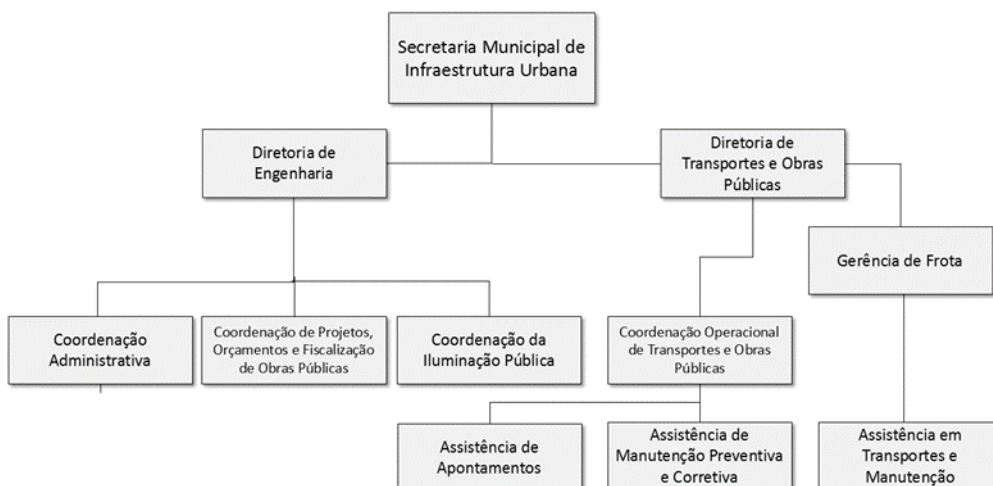 Secretaria Municipal de
Infraestrutura Urbana
Diretoria de
Engenharia
Diretoria de
Transportes e Obras
Públicas
Gerência de Frota
Coordenação
Administrativa
Coordenação de Projetos,
Orçamentos e Fiscalização
de Obras Públicas
Coordenação da
Iluminação Pública
Coordenação Operacional
de Transportes e Obras
Públicas
Assistência de
Apontamentos
Assistência de
Manutenção Preventiva
e Corretiva
Assistência em
Transportes e
Manutenção